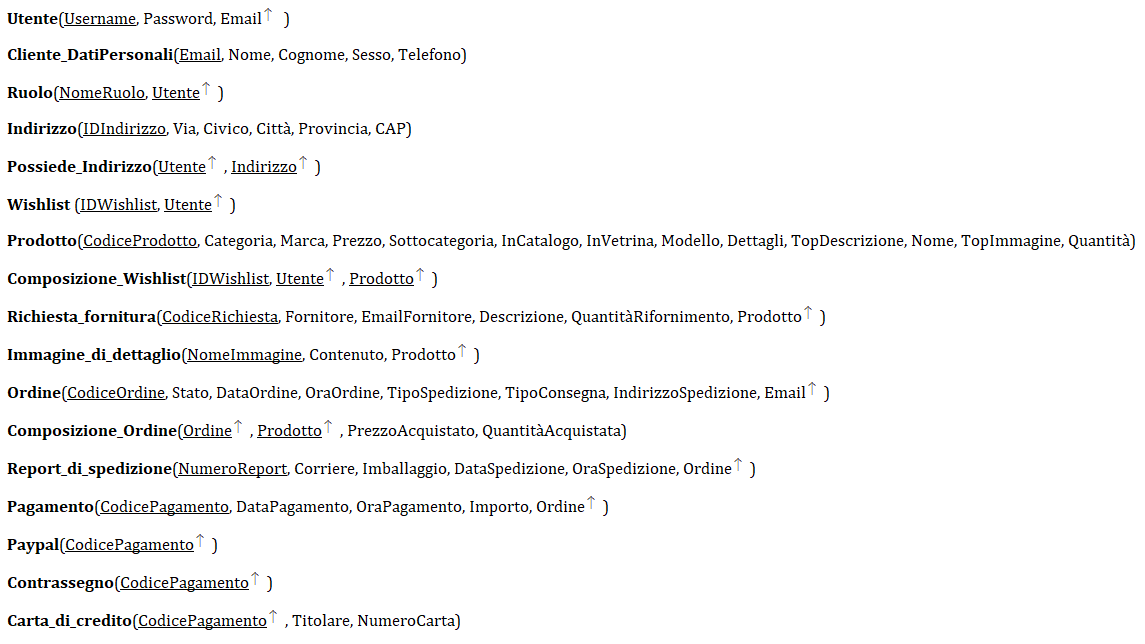 Utente(Username, Password, Email↑ )
Cliente_DatiPersonali(Email, Nome, Cognome, Sesso, Telefono)
Ruolo(NomeRuolo, Utente↑ )
Indirizzo(IDIndirizzo, Via, Civico, Città, Provincia, CAP)
Possiede_Indirizzo(Utente↑ , Indirizzo↑ )
Wishlist (IDWishlist, Utente↑ )
Prodotto(CodiceProdotto, Categoria, Marca, Prezzo, Sottocategoria, InCatalogo, InVetrina, Modello, Dettagli, TopDescrizione, Nome, TopImmagine, Quantità)
Composizione_Wishlist(IDWishlist, Utente↑ , Prodotto↑ )
Richiesta_fornitura(CodiceRichiesta, Fornitore, EmailFornitore, Descrizione, QuantitàRifornimento, Prodotto↑ )
Immagine_di_dettaglio(NomeImmagine, Contenuto, Prodotto↑ )
Ordine(CodiceOrdine, Stato, DataOrdine, OraOrdine, TipoSpedizione, TipoConsegna, IndirizzoSpedizione, Email↑ )
Composizione_Ordine(Ordine↑ , Prodotto↑ , PrezzoAcquistato, QuantitàAcquistata)
Report_di_spedizione(NumeroReport, Corriere, Imballaggio, DataSpedizione, OraSpedizione, Ordine↑ )
Pagamento(CodicePagamento, DataPagamento, OraPagamento, Importo, Ordine↑ )
Paypal(CodicePagamento↑ )
Contrassegno(CodicePagamento↑ )
Carta_di_credito(CodicePagamento↑ , Titolare, NumeroCarta)